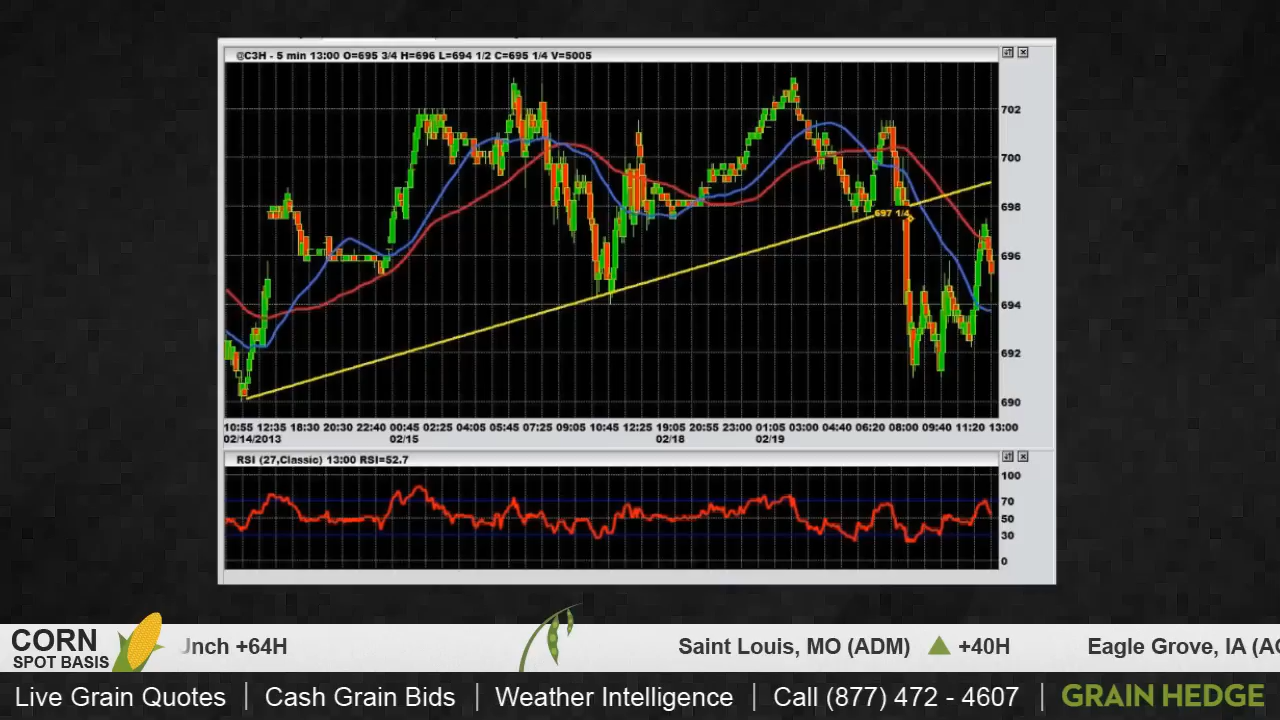 @C3H - 5 min 13:00 O=695 3/4 H=696 L=694 1/2 C=695 1/4 V=5005
702
700
698
697 1/4
696
694
692
690
10:55 12:35 18:30 20:30 22:40 00:45 02:25 04:05 05:45 07:25 09:05 10:45 12:25 19:05 20:55 23:00 01:05 03:00 04:40 06:20 08:00 09:40 11:20 13:00
02/14/2013 02/15 02/18 02/19
RSI (27,Classic) 13:00 RSI=52.7
100
70
50
30
0
CORN
SPOT BASIS
Unch +64H Saint Louis, MO (ADM) +40H Eagle Grove, IA (AG
Live Grain Quotes | Cash Grain Bids | Weather Intelligence | Call (877) 472 - 4607 | GRAIN HEDGE